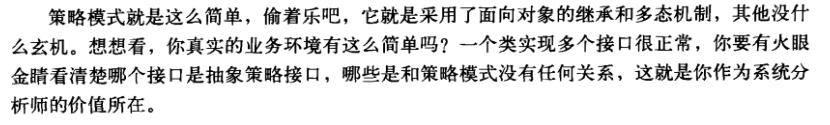 策略模式就是这么简单，偷着乐吧，它就是采用了面向对象的继承和多态机制，其他没什
么玄机。想想看，你真实的业务环境有这么简单吗？一个类实现多个接口很正常，你要有火眼
金睛看清楚哪个接口是抽象策略接口，哪些是和策略模式没有任何关系，这就是你作为系统分
析师的价值所在。